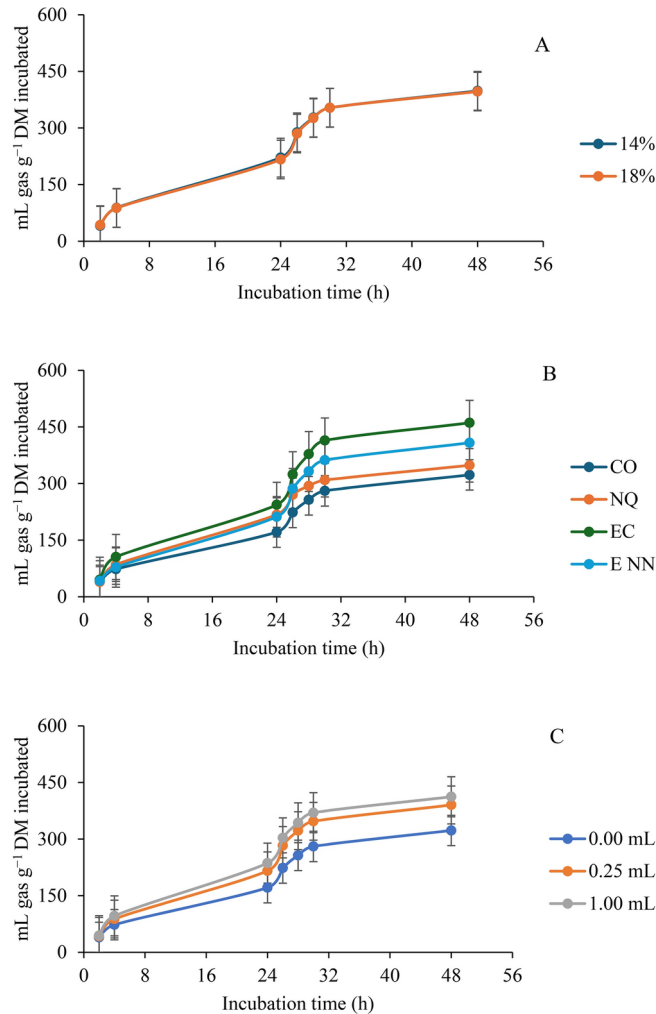 A
600
450
300
150
0
0 8 16 24 32 40 48 56
mL gas g⁻¹ DM incubated
Incubation time (h)
14%
18%
B
600
450
300
150
0
0 8 16 24 32 40 48 56
mL gas g⁻¹ DM incubated
Incubation time (h)
CO
NQ
EC
E NN
C
600
450
300
150
0
0 8 16 24 32 40 48 56
mL gas g⁻¹ DM incubated
Incubation time (h)
0.00 mL
0.25 mL
1.00 mL